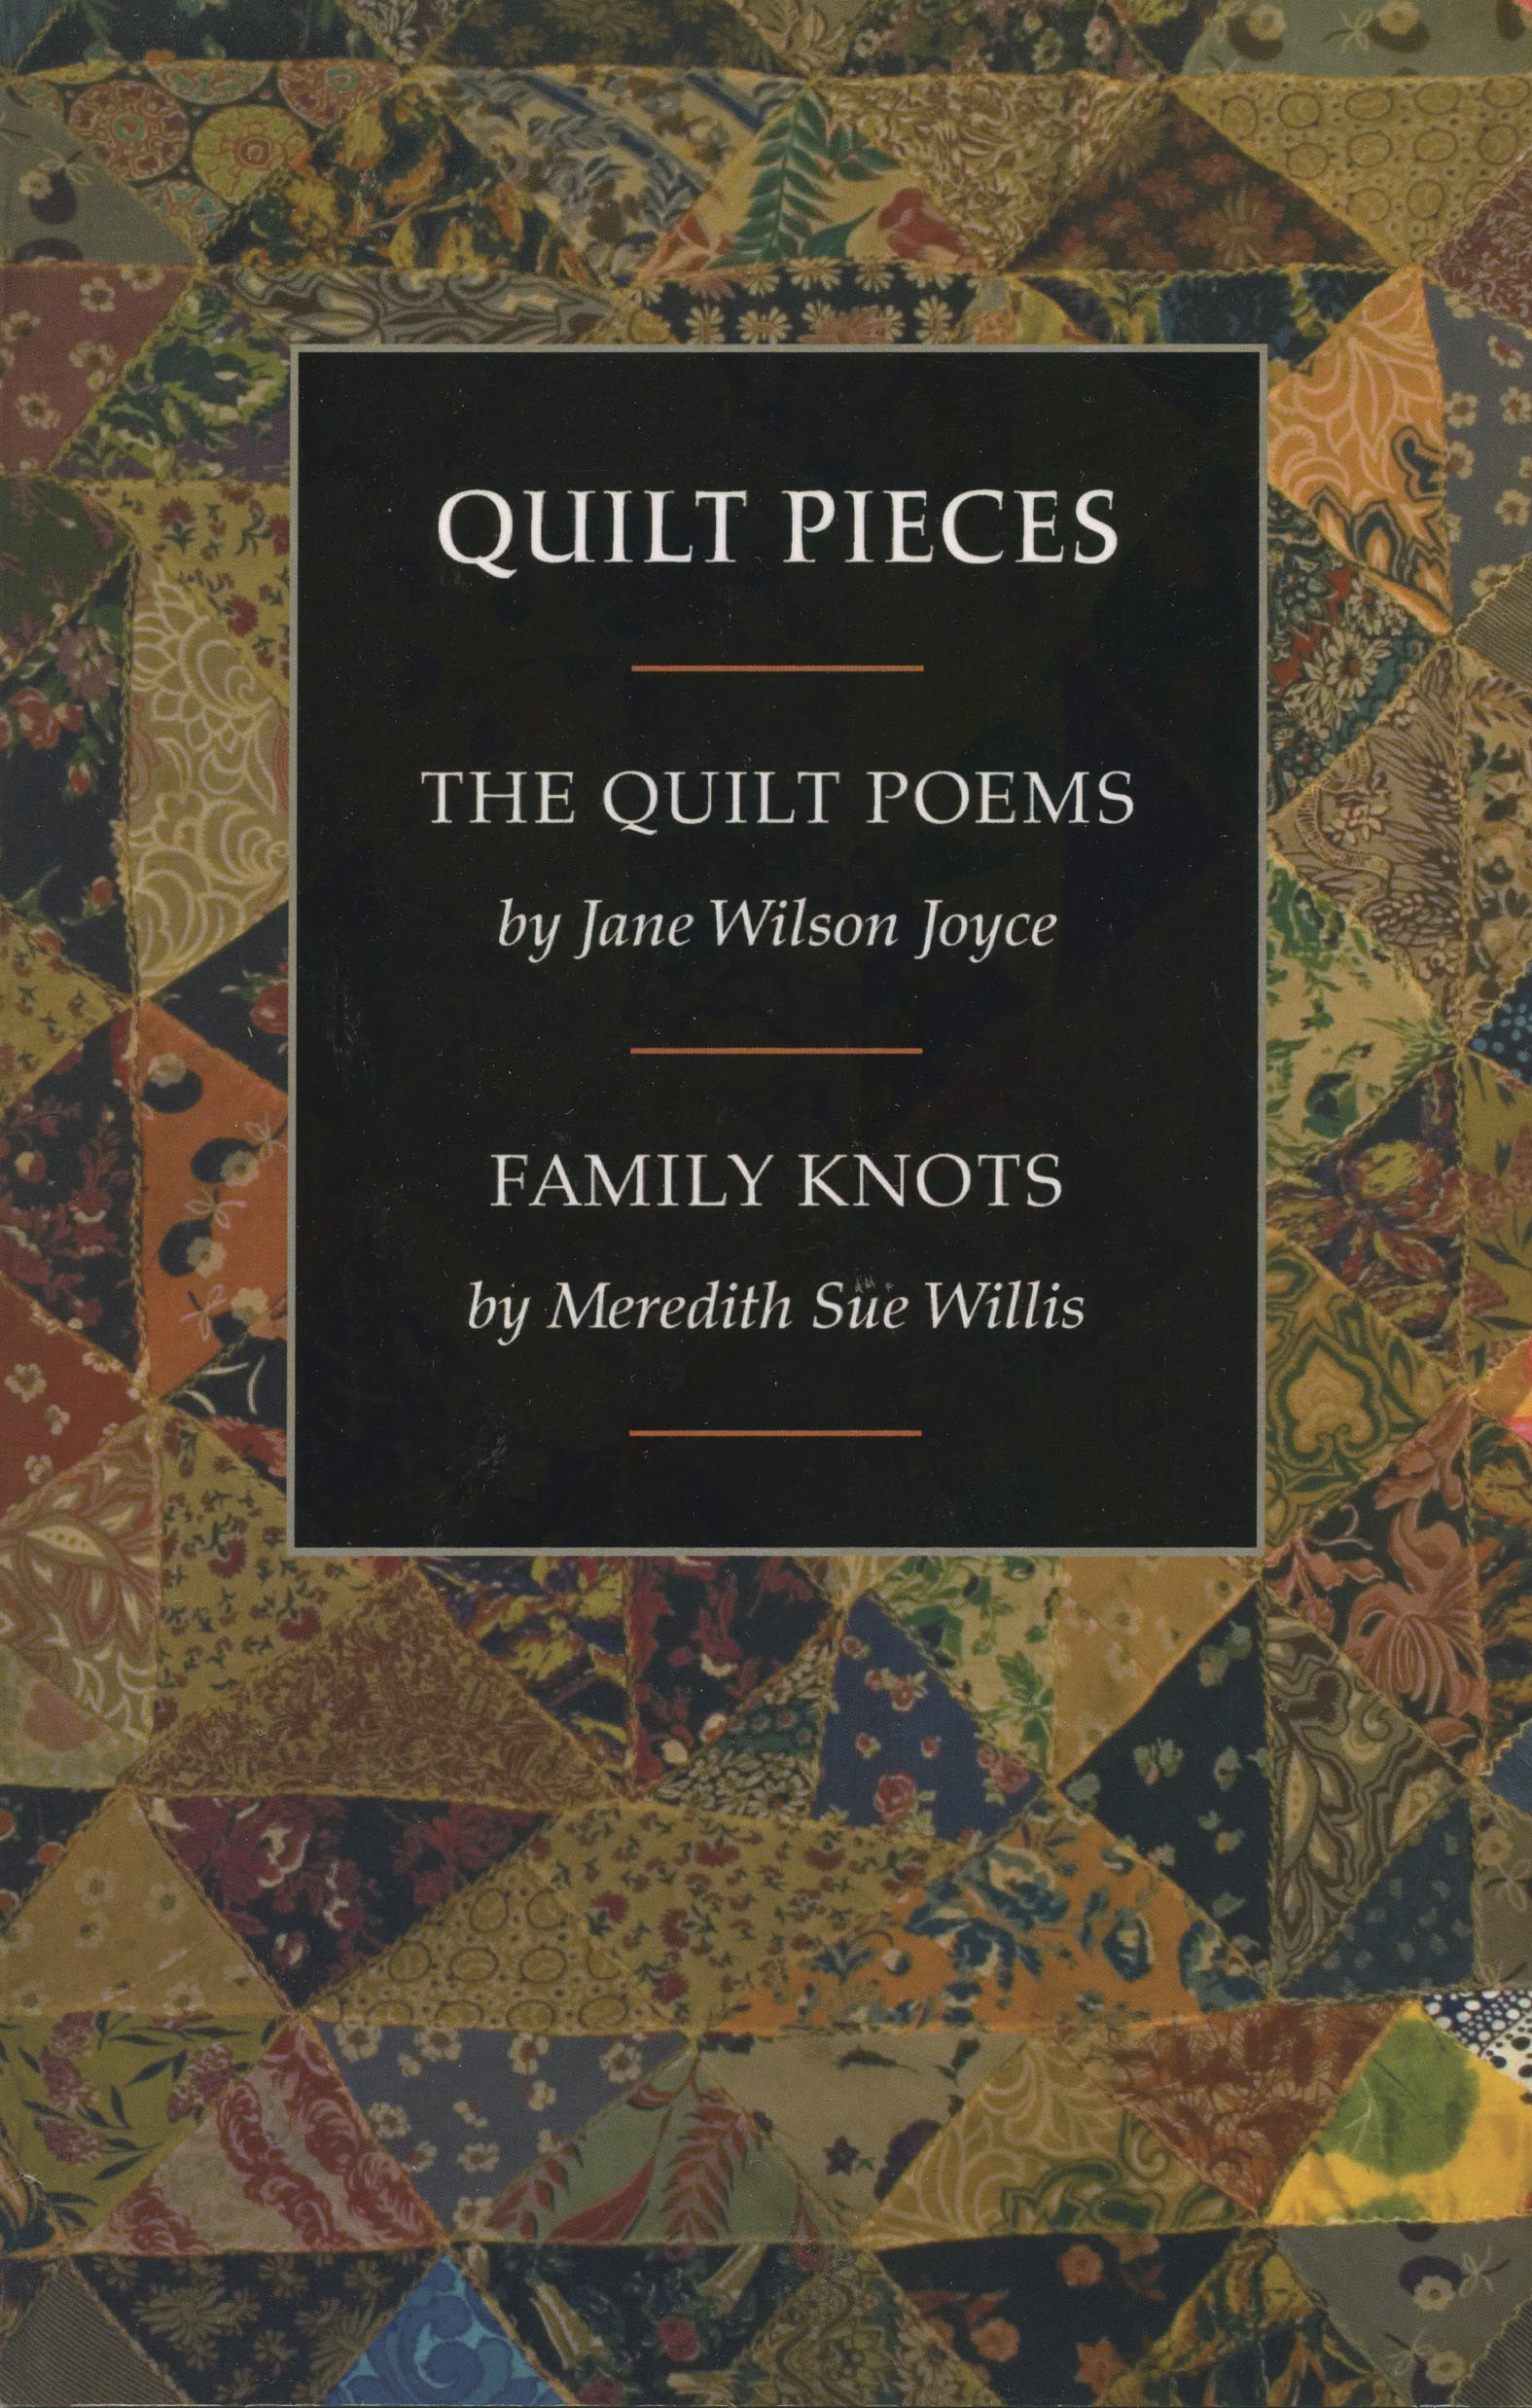 QUILT PIECES
THE QUILT POEMS
by Jane Wilson Joyce
FAMILY KNOTS
by Meredith Sue Willis